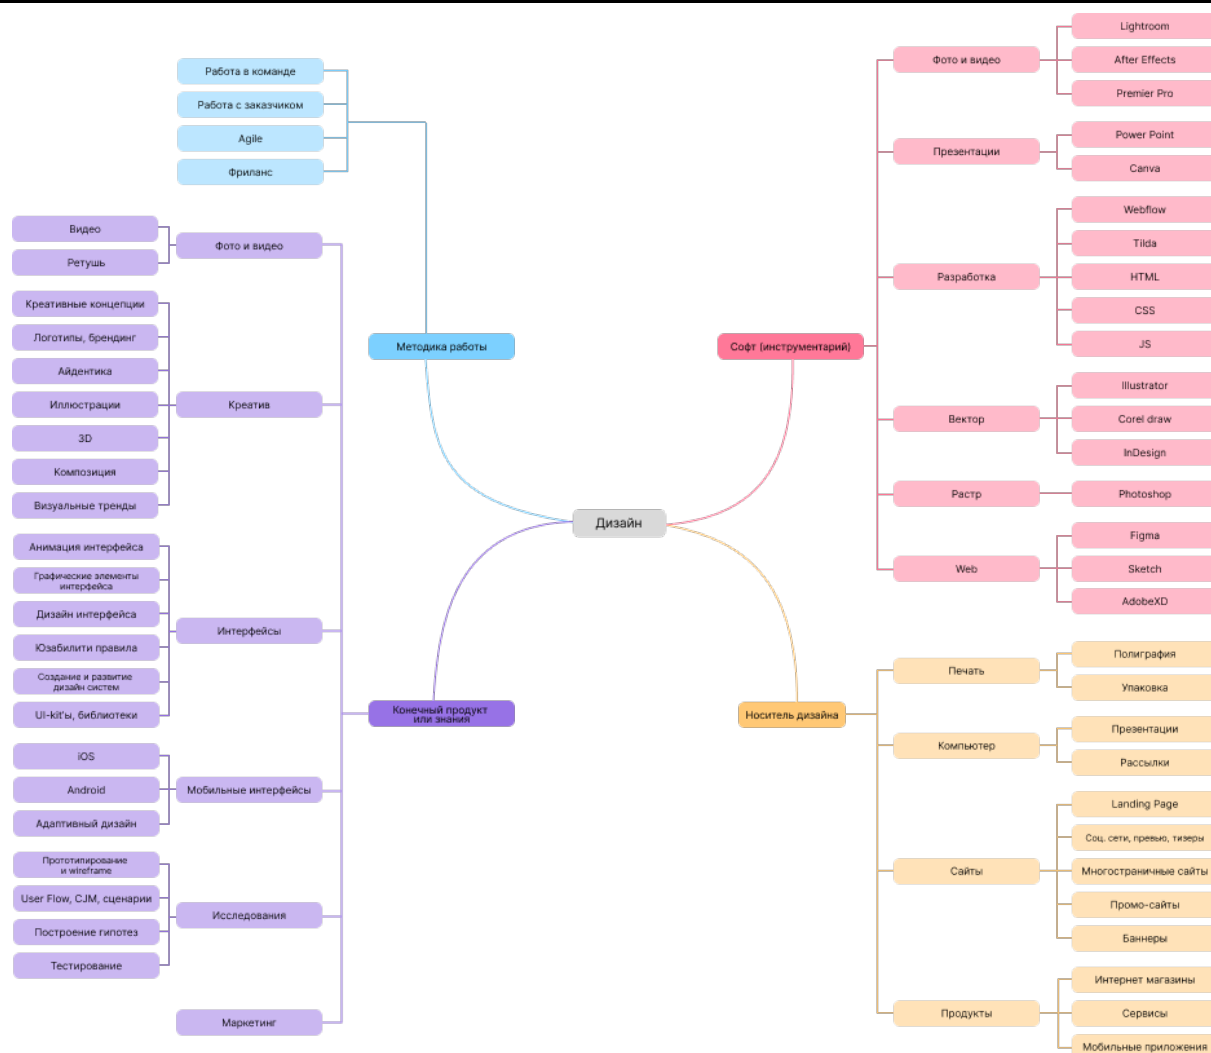 Дизайн
Методика работы
Работа в команде
Работа с заказчиком
Agile
Фриланс
Конечный продукт
или знания
Фото и видео
Видео
Ретушь
Креатив
Креативные концепции
Логотипы, брендинг
Айдентика
Иллюстрации
3D
Композиция
Визуальные тренды
Интерфейсы
Анимация интерфейса
Графические элементы
интерфейса
Дизайн интерфейса
Юзабилити правила
Создание и развитие
дизайн систем
UI-kit'ы, библиотеки
Мобильные интерфейсы
iOS
Android
Адаптивный дизайн
Исследования
Прототипирование
и wireframe
User Flow, CJM, сценарии
Построение гипотез
Тестирование
Маркетинг
Софт (инструментарий)
Фото и видео
Lightroom
After Effects
Premier Pro
Презентации
Power Point
Canva
Разработка
Webflow
Tilda
HTML
CSS
JS
Вектор
Illustrator
Corel draw
InDesign
Растр
Photoshop
Web
Figma
Sketch
AdobeXD
Носитель дизайна
Печать
Полиграфия
Упаковка
Компьютер
Презентации
Рассылки
Сайты
Landing Page
Соц. сети, превью, тизеры
Многостраничные сайты
Промо-сайты
Баннеры
Продукты
Интернет магазины
Сервисы
Мобильные приложения